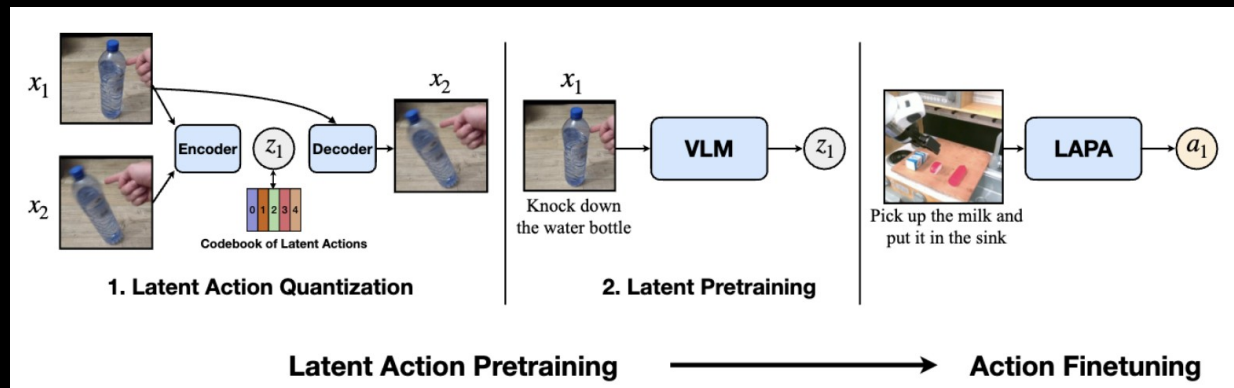 x₁
x₂
Encoder
z₁
Decoder
x₂
0 1 2 3 4
Codebook of Latent Actions
1. Latent Action Quantization
x₁
Knock down
the water bottle
VLM
z₁
2. Latent Pretraining
Pick up the milk and
put it in the sink
LAPA
a₁
Latent Action Pretraining
Action Finetuning